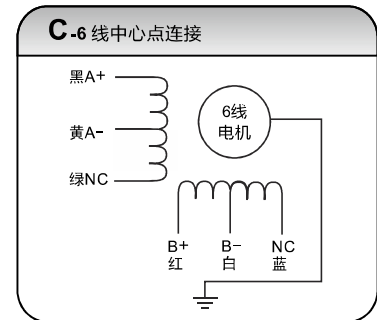 C-6 线中心点连接
黑A+
黄A-
绿NC
6线
电机
B+ B- NC
红 白 蓝